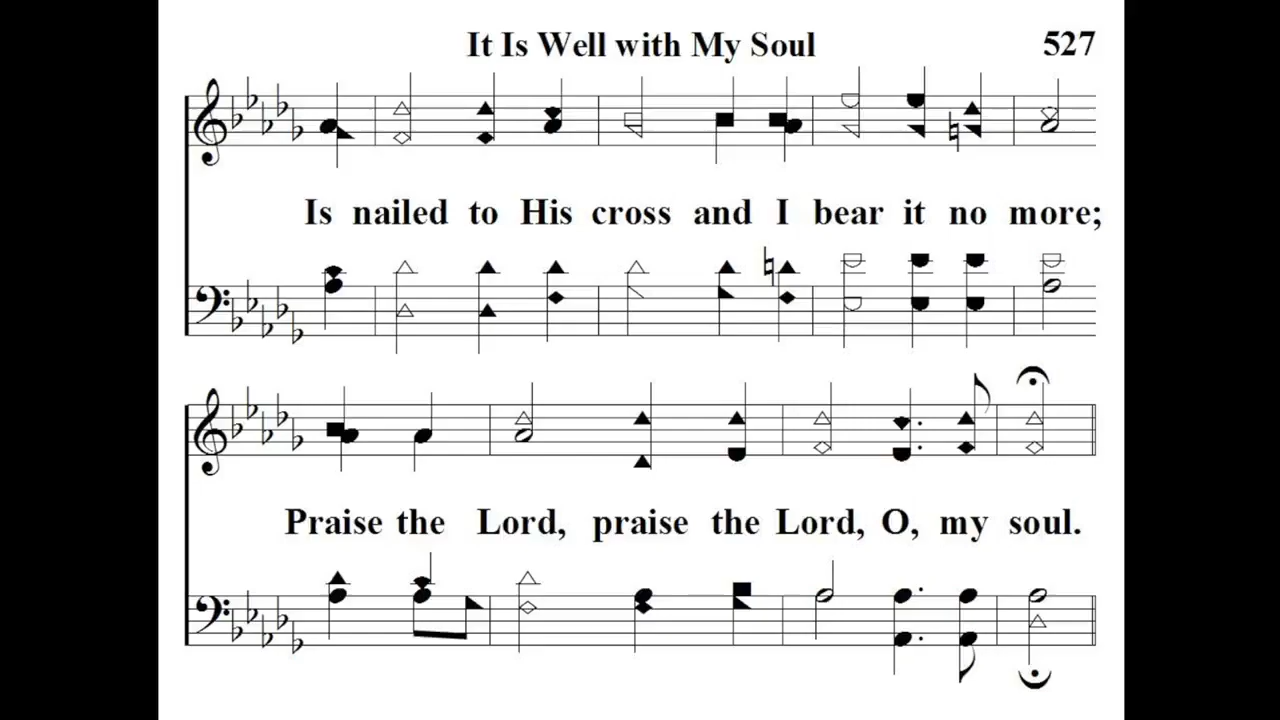 It Is Well with My Soul 527
Is nailed to His cross and I bear it no more;
Praise the Lord, praise the Lord, O, my soul.